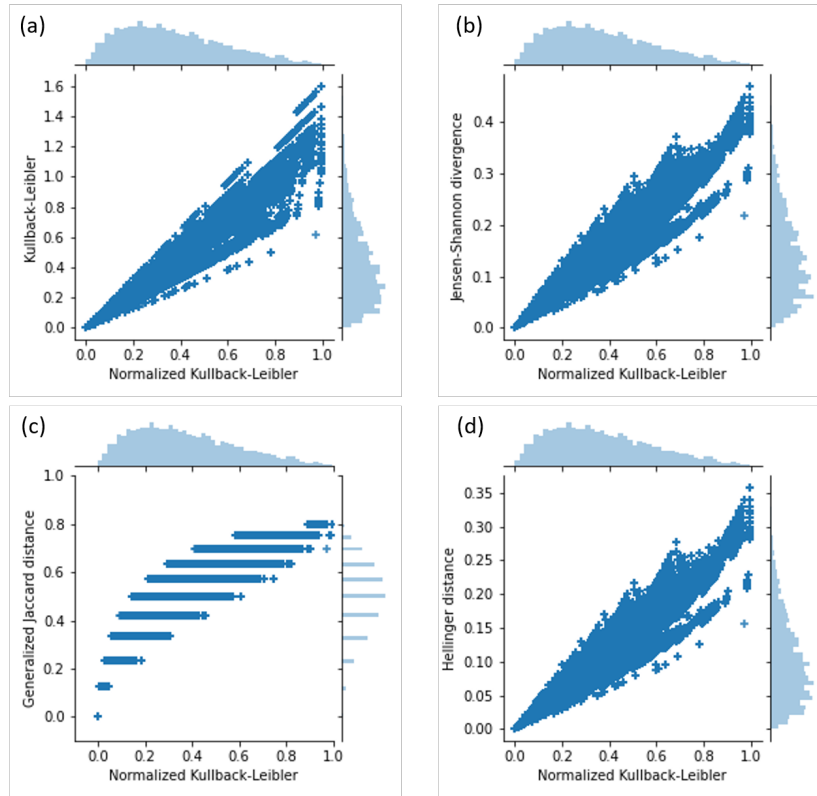 (a)
1.6
1.4
1.2
1.0
0.8
0.6
0.4
0.2
0.0
Kullback-Leibler
0.0 0.2 0.4 0.6 0.8 1.0
Normalized Kullback-Leibler
(b)
0.4
0.3
0.2
0.1
0.0
Jensen-Shannon divergence
0.0 0.2 0.4 0.6 0.8 1.0
Normalized Kullback-Leibler
(c)
1.0
0.8
0.6
0.4
0.2
0.0
Generalized Jaccard distance
0.0 0.2 0.4 0.6 0.8 1.0
Normalized Kullback-Leibler
(d)
0.35
0.30
0.25
0.20
0.15
0.10
0.05
0.00
Hellinger distance
0.0 0.2 0.4 0.6 0.8 1.0
Normalized Kullback-Leibler